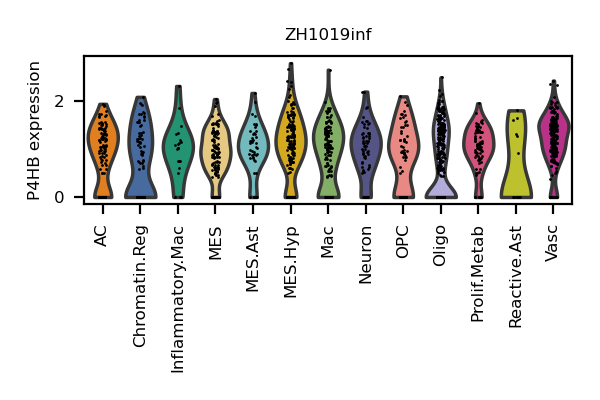 ZH1019inf
P4HB expression
2
0
AC
Chromatin.Reg
Inflammatory.Mac
MES
MES.Ast
MES.Hyp
Mac
Neuron
OPC
Oligo
Prolif.Metab
Reactive.Ast
Vasc